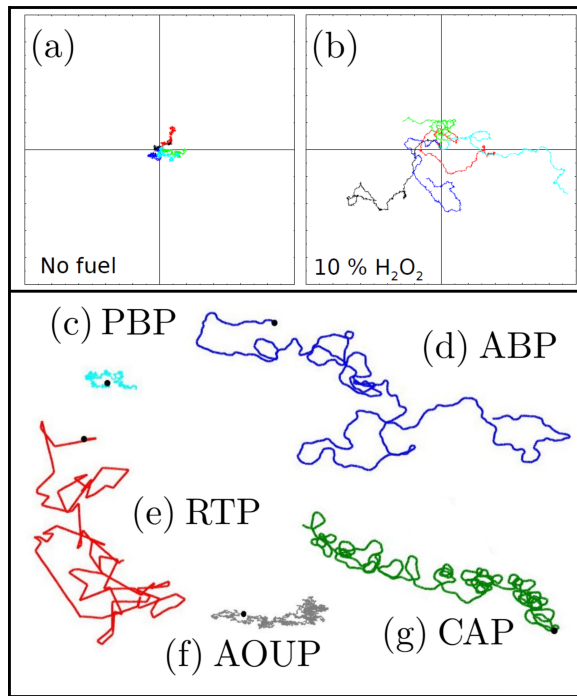 (a)
(b)
No fuel
10 % H₂O₂
(c) PBP
(d) ABP
(e) RTP
(f) AOUP
(g) CAP